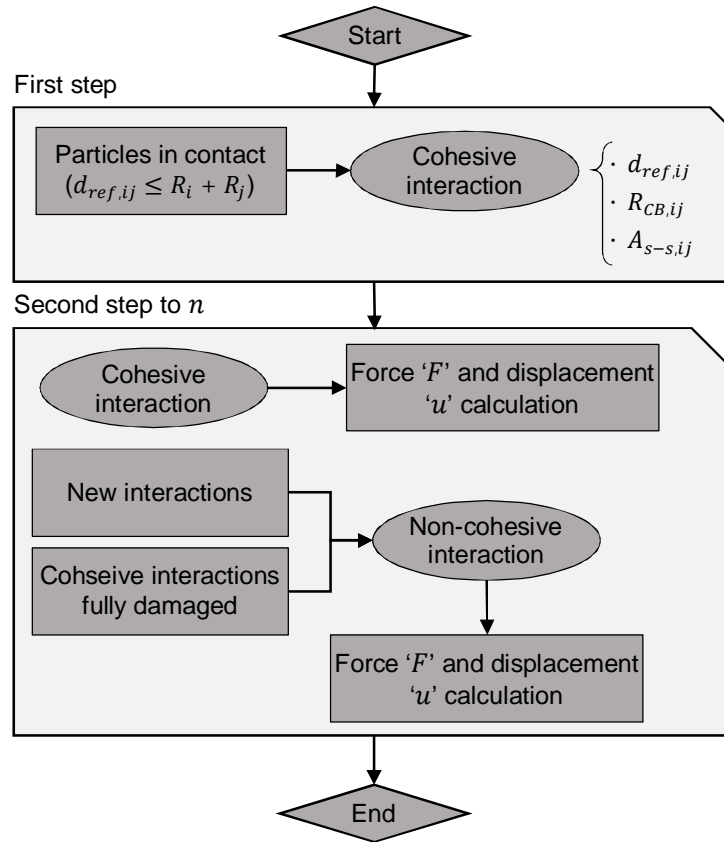 Start
First step
Particles in contact
(d_{ref,ij} ≤ R_i + R_j)
Cohesive
interaction
· d_{ref,ij}
· R_{CB,ij}
· A_{s−s,ij}
Second step to n
Cohesive
interaction
Force ‘F’ and displacement
‘u’ calculation
New interactions
Cohseive interactions
fully damaged
Non-cohesive
interaction
Force ‘F’ and displacement
‘u’ calculation
End